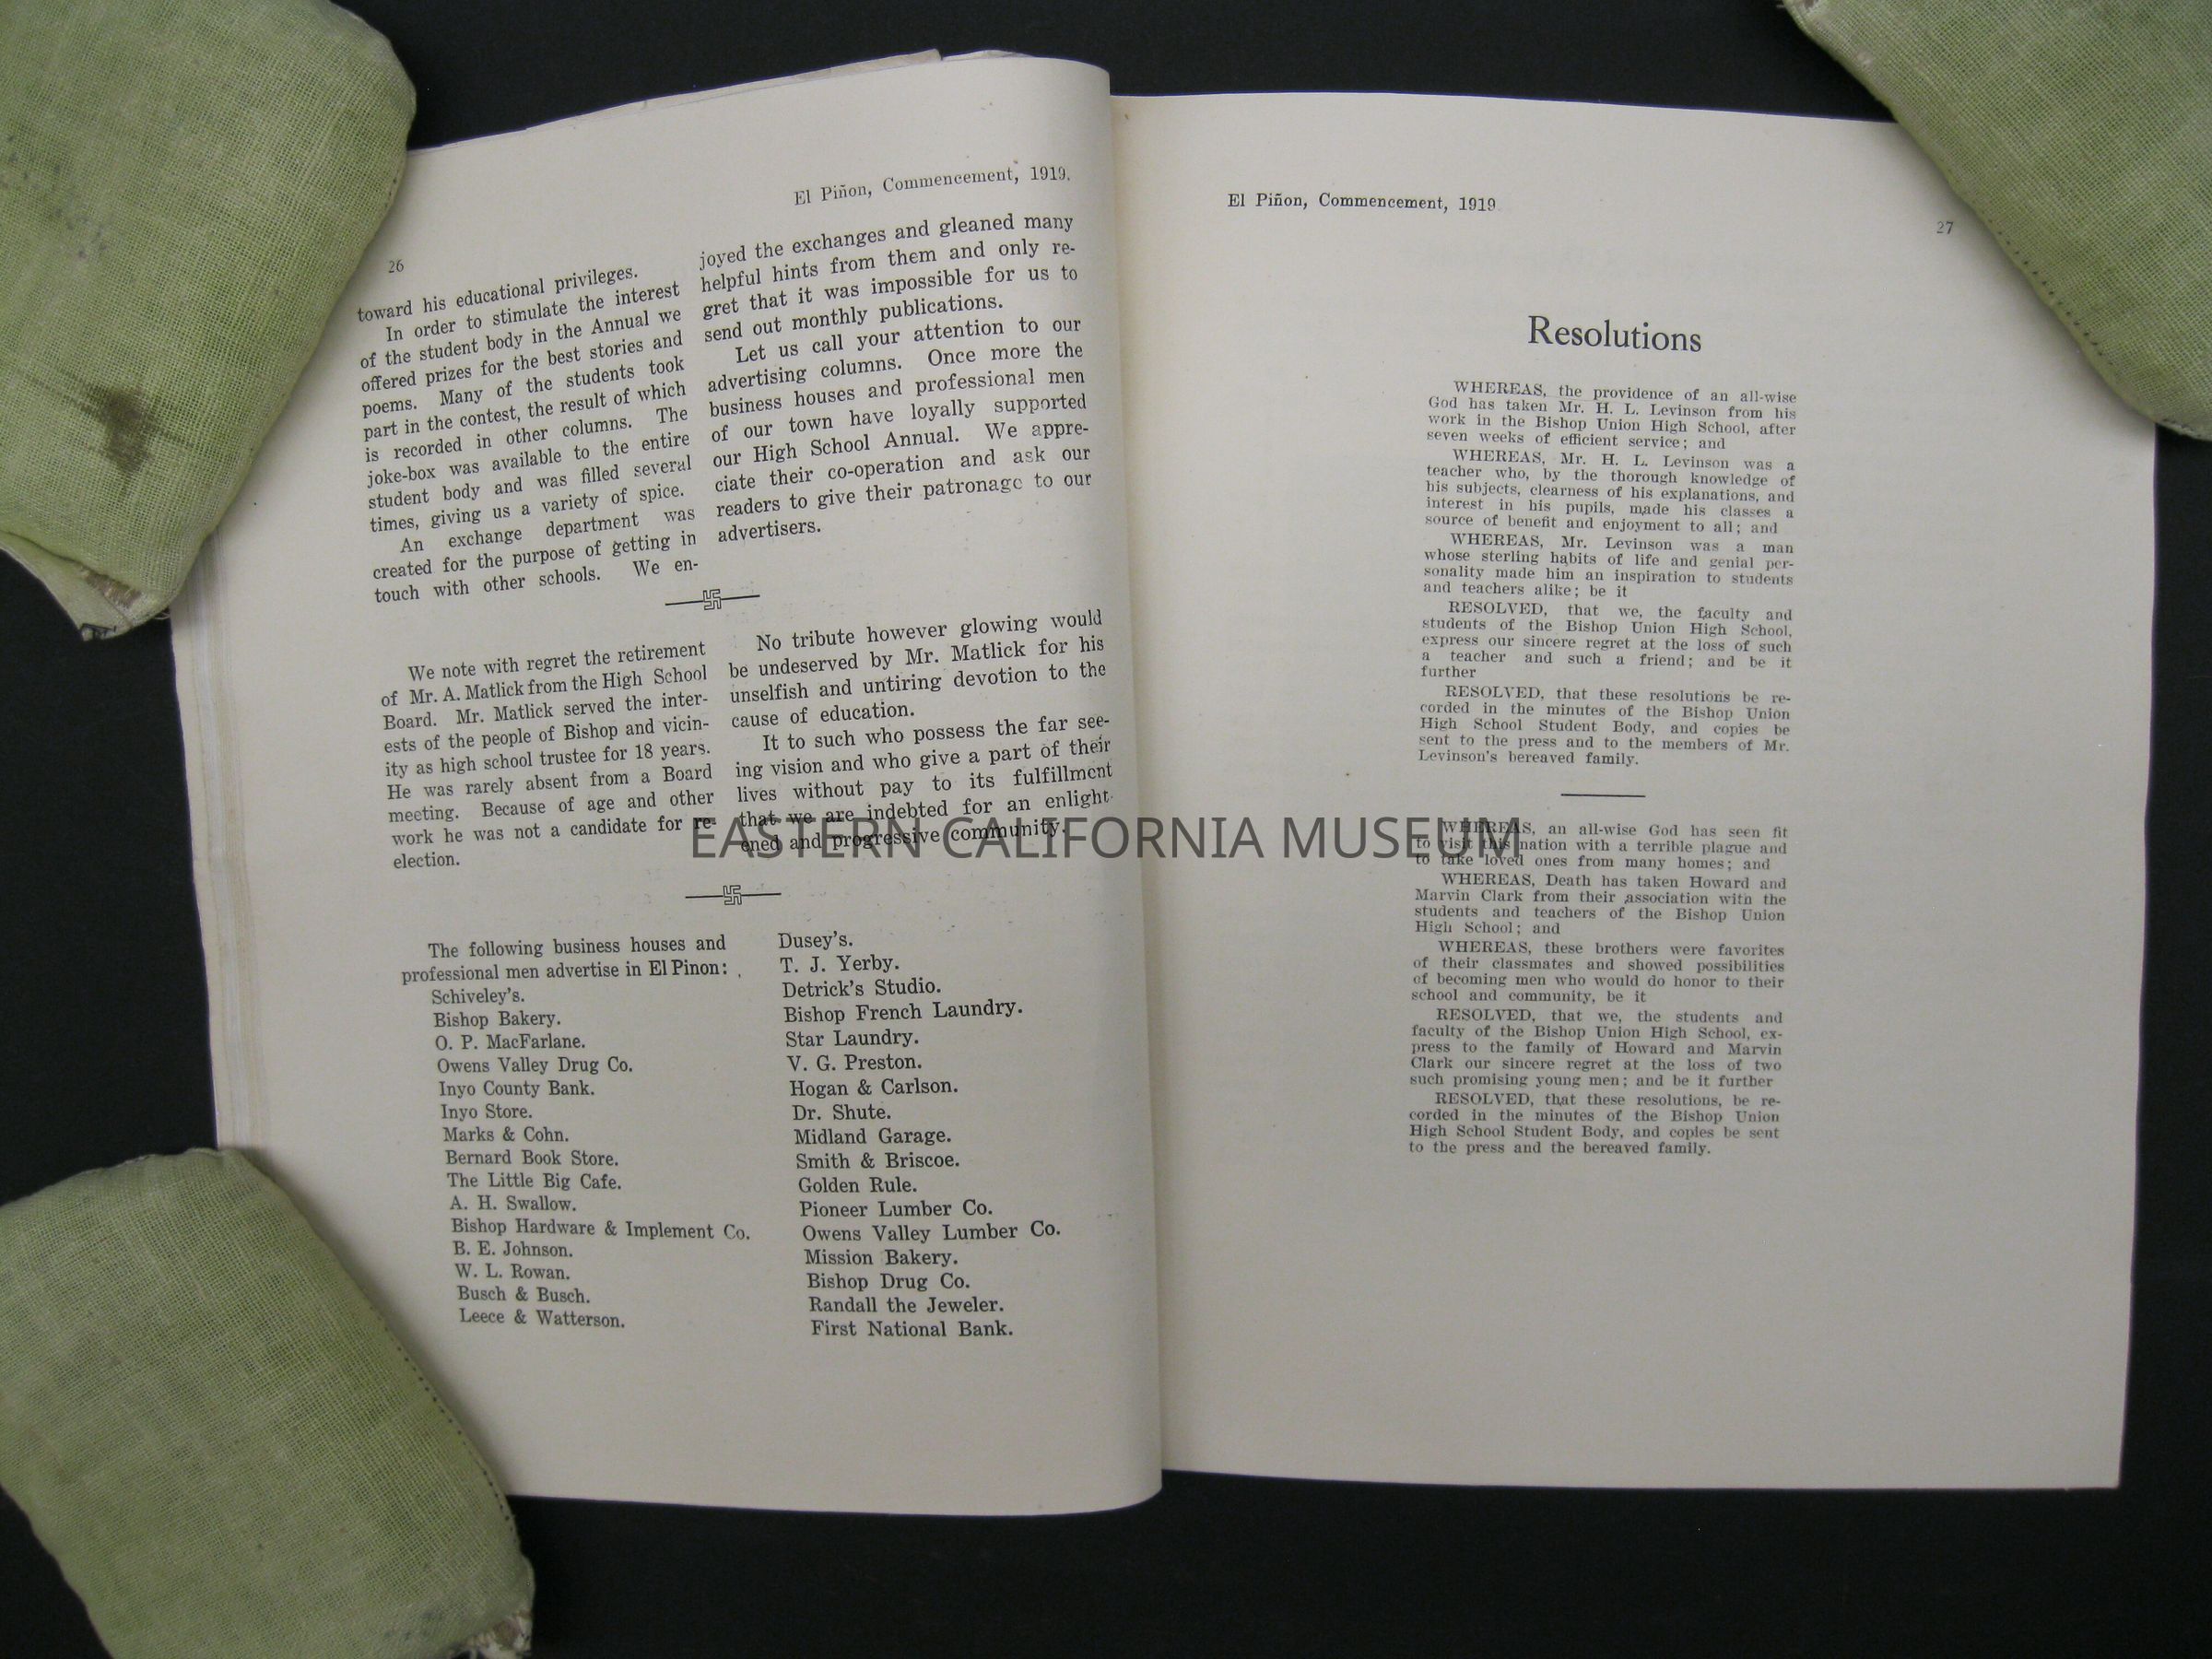 26
El Piñon, Commencement, 1919.
toward his educational privileges.
In order to stimulate the interest
of the student body in the Annual we
offered prizes for the best stories and
poems. Many of the students took
part in the contest, the result of which
is recorded in other columns. The
joke-box was available to the entire
student body and was filled several
times, giving us a variety of spice.
An exchange department was
created for the purpose of getting in
touch with other schools. We en-
joyed the exchanges and gleaned many
helpful hints from them and only re-
gret that it was impossible for us to
send out monthly publications.
Let us call your attention to our
advertising columns. Once more the
business houses and professional men
of our town have loyally supported
our High School Annual. We appre-
ciate their co-operation and ask our
readers to give their patronage to our
advertisers.
We note with regret the retirement
of Mr. A. Matlick from the High School
Board. Mr. Matlick served the inter-
ests of the people of Bishop and vicin-
ity as high school trustee for 18 years.
He was rarely absent from a Board
meeting. Because of age and other
work he was not a candidate for re-
election.
No tribute however glowing would
be undeserved by Mr. Matlick for his
unselfish and untiring devotion to the
cause of education.
It to such who possess the far see-
ing vision and who give a part of their
lives without pay to its fulfillment
that we are indebted for an enlight-
ened and progressive community.
The following business houses and
professional men advertise in El Pinon:
Schiveley's.
Bishop Bakery.
O. P. MacFarlane.
Owens Valley Drug Co.
Inyo County Bank.
Inyo Store.
Marks & Cohn.
Bernard Book Store.
The Little Big Cafe.
A. H. Swallow.
Bishop Hardware & Implement Co.
B. E. Johnson.
W. L. Rowan.
Busch & Busch.
Leece & Watterson.
Dusey's.
T. J. Yerby.
Detrick's Studio.
Bishop French Laundry.
Star Laundry.
V. G. Preston.
Hogan & Carlson.
Dr. Shute.
Midland Garage.
Smith & Briscoe.
Golden Rule.
Pioneer Lumber Co.
Owens Valley Lumber Co.
Mission Bakery.
Bishop Drug Co.
Randall the Jeweler.
First National Bank.
El Piñon, Commencement, 1919
27
Resolutions
WHEREAS, the providence of an all-wise
God has taken Mr. H. L. Levinson from his
work in the Bishop Union High School, after
seven weeks of efficient service; and
WHEREAS, Mr. H. L. Levinson was a
teacher who, by the thorough knowledge of
his subjects, clearness of his explanations, and
interest in his pupils, made his classes a
source of benefit and enjoyment to all; and
WHEREAS, Mr. Levinson was a man
whose sterling habits of life and genial per-
sonality made him an inspiration to students
and teachers alike; be it
RESOLVED, that we, the faculty and
students of the Bishop Union High School,
express our sincere regret at the loss of such
a teacher and such a friend; and be it
further
RESOLVED, that these resolutions be re-
corded in the minutes of the Bishop Union
High School Student Body, and copies be
sent to the press and to the members of Mr.
Levinson's bereaved family.
WHEREAS, an all-wise God has seen fit
to visit this nation with a terrible plague and
to take loved ones from many homes; and
WHEREAS, Death has taken Howard and
Marvin Clark from their association with the
students and teachers of the Bishop Union
High School; and
WHEREAS, these brothers were favorites
of their classmates and showed possibilities
of becoming men who would do honor to their
school and community, be it
RESOLVED, that we, the students and
faculty of the Bishop Union High School, ex-
press to the family of Howard and Marvin
Clark our sincere regret at the loss of two
such promising young men; and be it further
RESOLVED, that these resolutions, be re-
corded in the minutes of the Bishop Union
High School Student Body, and copies be sent
to the press and the bereaved family.
EASTERN CALIFORNIA MUSEUM